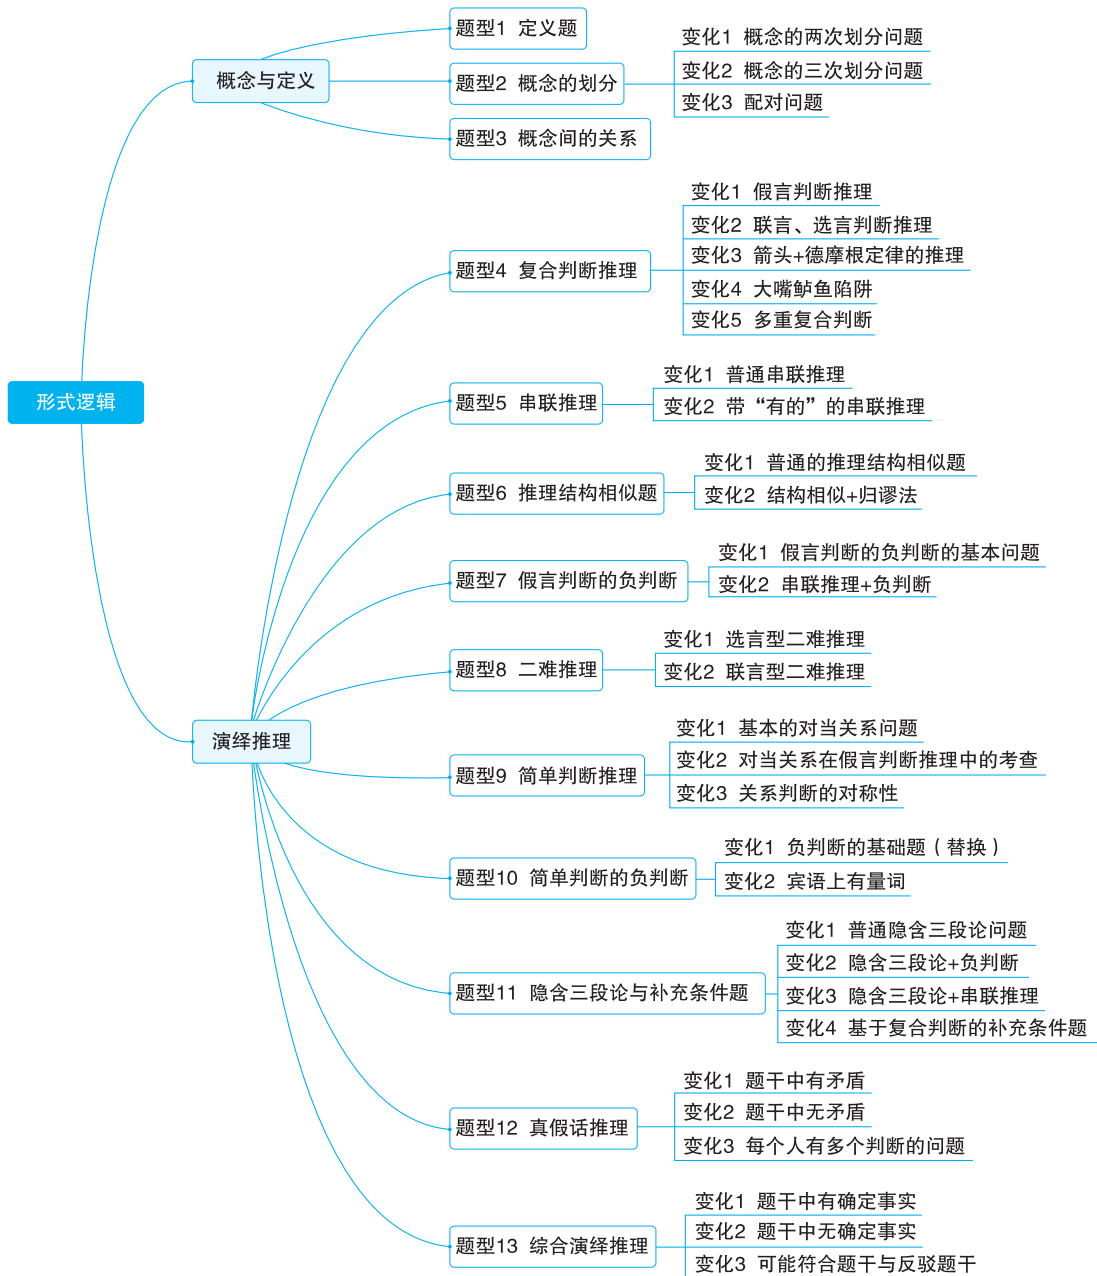 形式逻辑
概念与定义
题型1 定义题
题型2 概念的划分
变化1 概念的两次划分问题
变化2 概念的三次划分问题
变化3 配对问题
题型3 概念间的关系
演绎推理
题型4 复合判断推理
变化1 假言判断推理
变化2 联言、选言判断推理
变化3 箭头+德摩根定律的推理
变化4 大嘴鲈鱼陷阱
变化5 多重复合判断
题型5 串联推理
变化1 普通串联推理
变化2 带“有的”的串联推理
题型6 推理结构相似题
变化1 普通的推理结构相似题
变化2 结构相似+归谬法
题型7 假言判断的负判断
变化1 假言判断的负判断的基本问题
变化2 串联推理+负判断
题型8 二难推理
变化1 选言型二难推理
变化2 联言型二难推理
题型9 简单判断推理
变化1 基本的对当关系问题
变化2 对当关系在假言判断推理中的考查
变化3 关系判断的对称性
题型10 简单判断的负判断
变化1 负判断的基础题（替换）
变化2 宾语上有量词
题型11 隐含三段论与补充条件题
变化1 普通隐含三段论问题
变化2 隐含三段论+负判断
变化3 隐含三段论+串联推理
变化4 基于复合判断的补充条件题
题型12 真假话推理
变化1 题干中有矛盾
变化2 题干中无矛盾
变化3 每个人有多个判断的问题
题型13 综合演绎推理
变化1 题干中有确定事实
变化2 题干中无确定事实
变化3 可能符合题干与反驳题干